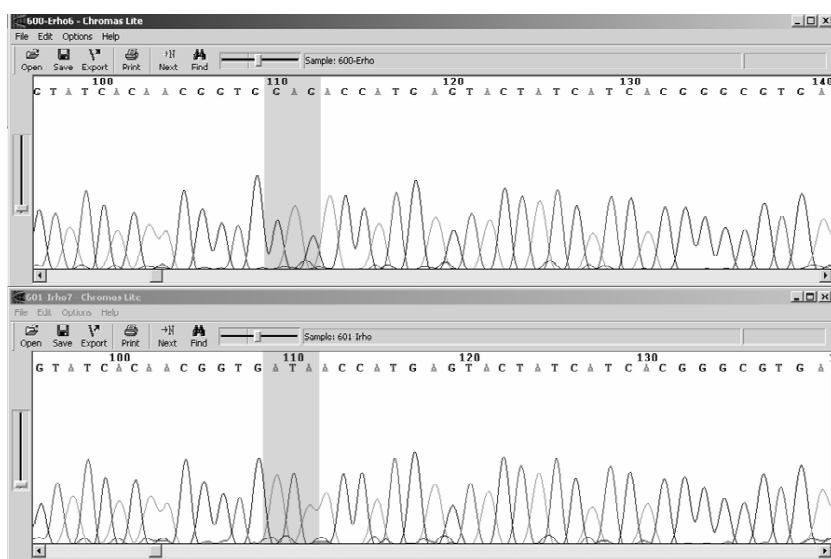 600-Erho6 - Chromas Lite
File Edit Options Help
Open Save Export Print Next Find Sample: 600-Erho
100 110 120 130 140
G T A T C A C A A C G G T G G A G A C C A T G A G T A C T A T C A T C A C G G G C G T G A
601-Irho7 - Chromas Lite
File Edit Options Help
Open Save Export Print Next Find Sample: 601-Irho
100 110 120 130
G T A T C A C A A C G G T G A T A A C C A T G A G T A C T A T C A T C A C G G G C G T G A